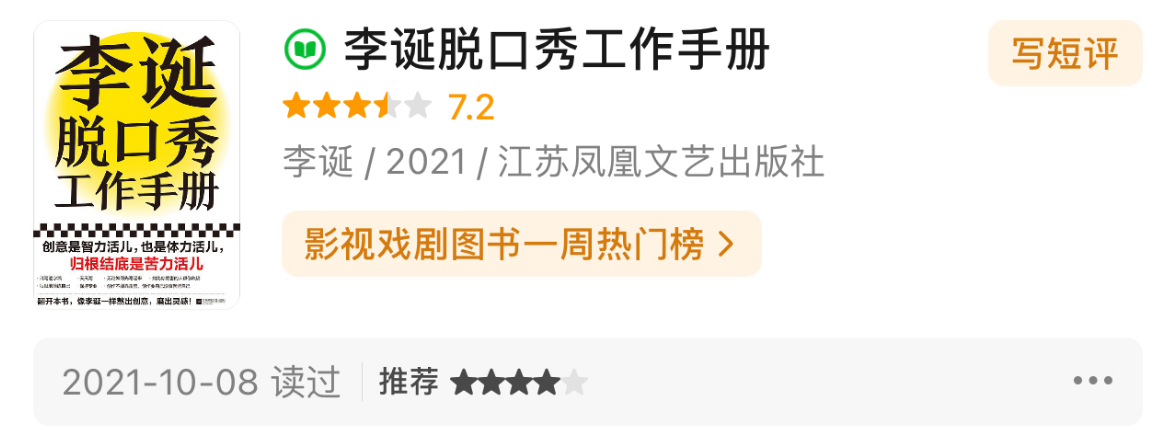 李诞
脱口秀
工作手册
创意是智力活儿，也是体力活儿，
归根结底是苦力活儿
翻开本书，像李诞一样熬出创意，磨出灵感！
李诞脱口秀工作手册
写短评
7.2
李诞 / 2021 / 江苏凤凰文艺出版社
影视戏剧图书一周热门榜
2021-10-08 读过
推荐